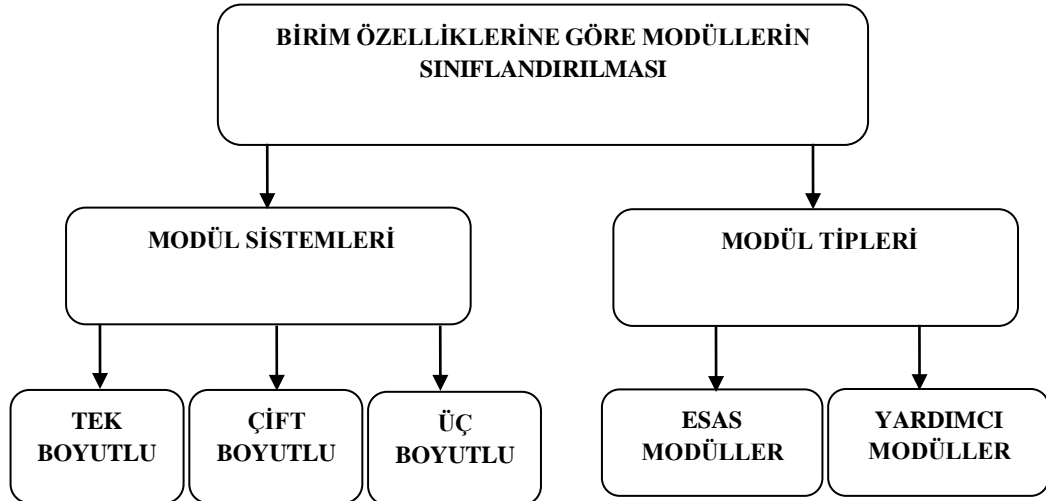 BİRİM ÖZELLİKLERİNE GÖRE MODÜLLERİN
SINIFLANDIRILMASI
MODÜL SİSTEMLERİ
MODÜL TİPLERİ
TEK
BOYUTLU
ÇİFT
BOYUTLU
ÜÇ
BOYUTLU
ESAS
MODÜLLER
YARDIMCI
MODÜLLER